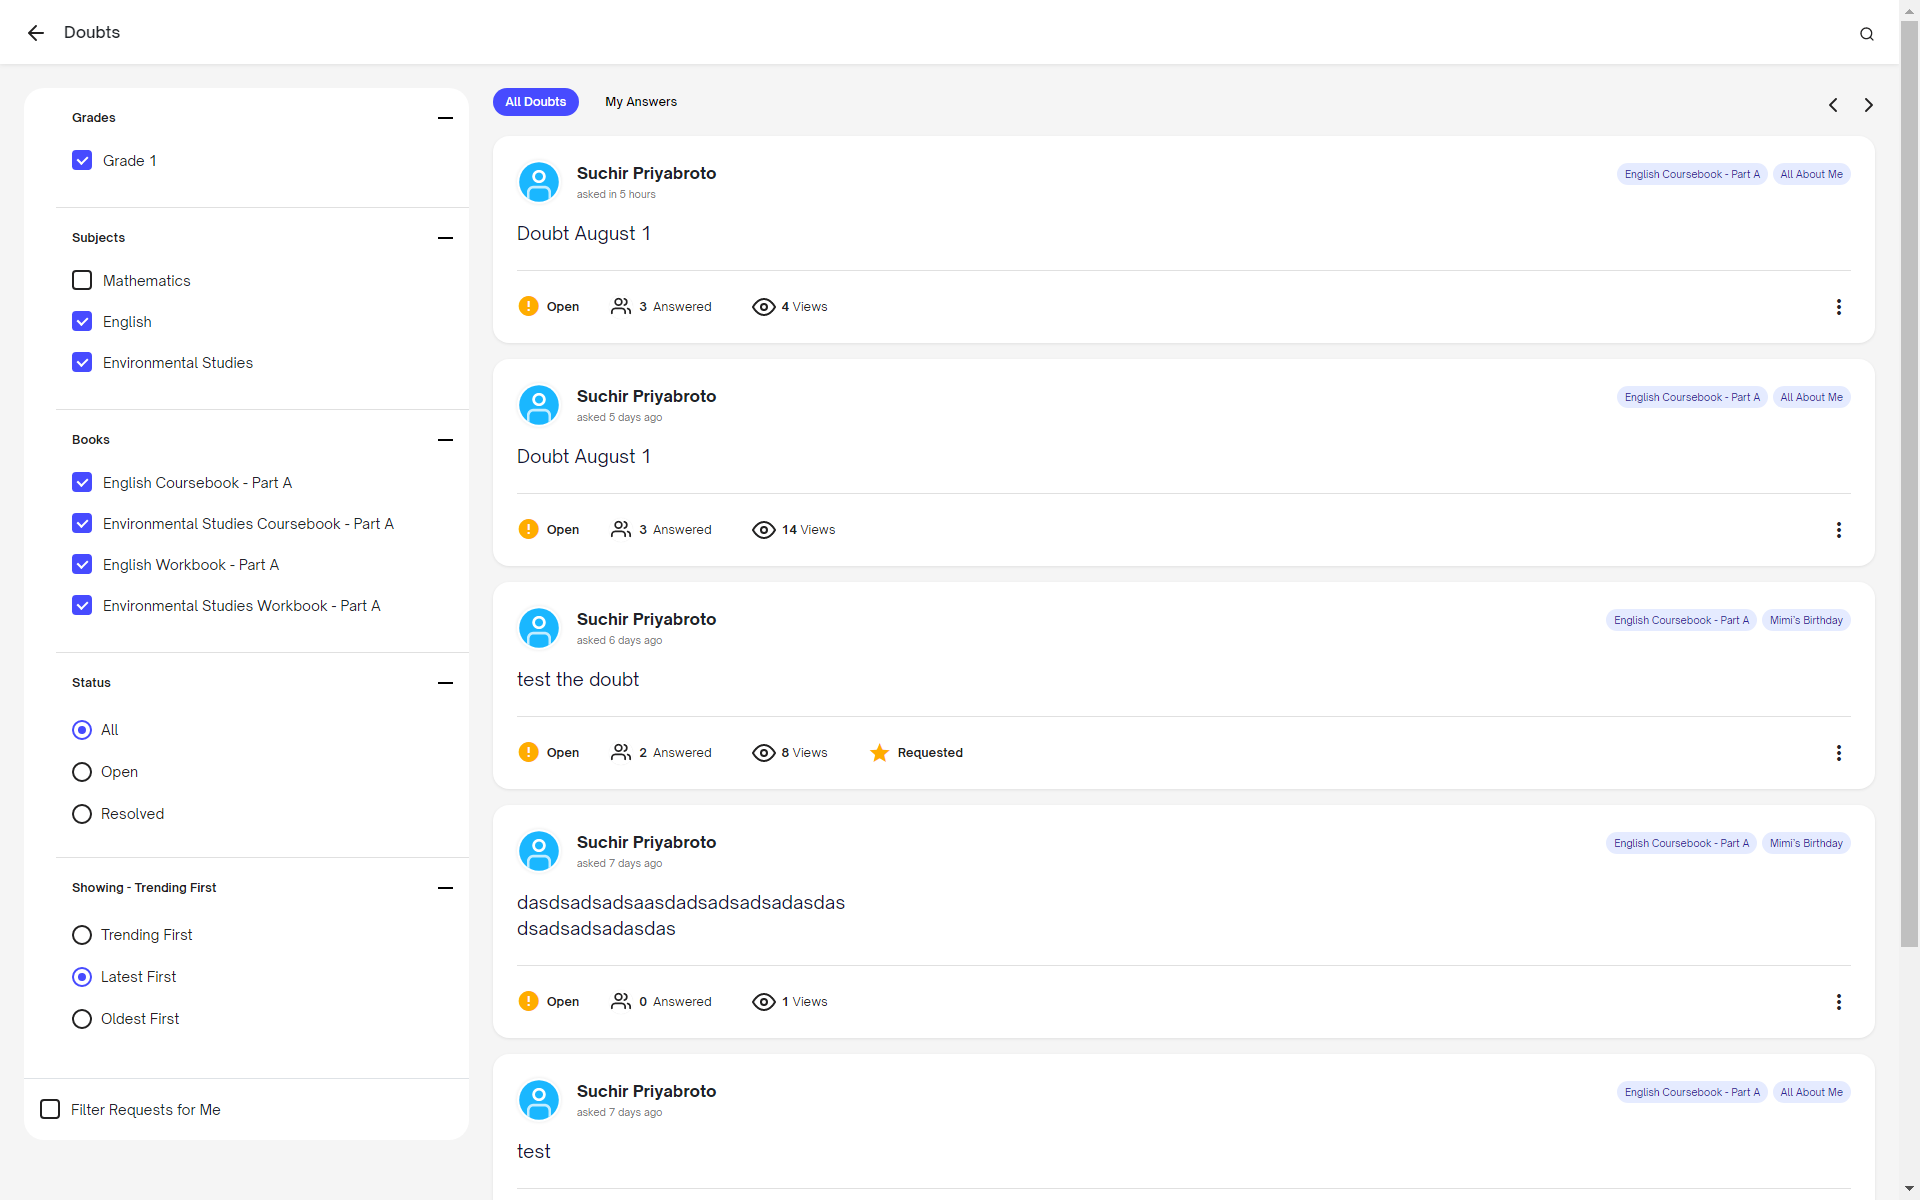 Doubts
Grades
Grade 1
Subjects
Mathematics
English
Environmental Studies
Books
English Coursebook - Part A
Environmental Studies Coursebook - Part A
English Workbook - Part A
Environmental Studies Workbook - Part A
Status
All
Open
Resolved
Showing - Trending First
Trending First
Latest First
Oldest First
Filter Requests for Me
All Doubts My Answers
Suchir Priyabroto English Coursebook - Part A All About Me
asked in 5 hours
Doubt August 1
Open 3 Answered 4 Views
Suchir Priyabroto English Coursebook - Part A All About Me
asked 5 days ago
Doubt August 1
Open 3 Answered 14 Views
Suchir Priyabroto English Coursebook - Part A Mimi's Birthday
asked 6 days ago
test the doubt
Open 2 Answered 8 Views Requested
Suchir Priyabroto English Coursebook - Part A Mimi's Birthday
asked 7 days ago
dasdsadsadsaasdadsadsadsadasdas
dsadsadsadasdas
Open 0 Answered 1 Views
Suchir Priyabroto English Coursebook - Part A All About Me
asked 7 days ago
test